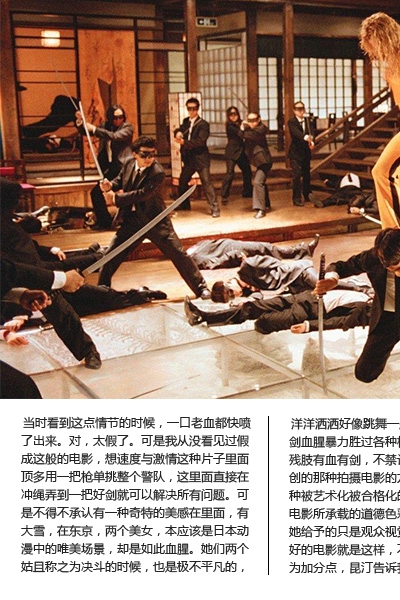 当时看到这点情节的时候，一口老血都快喷
了出来。对，太假了。可是我从没看见过假
成这般的电影，想速度与激情这种片子里面
顶多用一把枪单挑整个警队，这里面直接在
冲绳弄到一把好剑就可以解决所有问题。可
是不得不承认有一种奇特的美感在里面，有
大雪，在东京，两个美女，本应该是日本动
漫中的唯美场景，却是如此血腥。她们两个
姑且称之为决斗的时候，也是极不平凡的，
洋洋洒洒好像跳舞一
剑血腥暴力胜过各种
残肢有血有剑，不禁
创的那种拍摄电影的
种被艺术化被合格化的
电影所承载的道德色彩
她给予的只是观众视觉
好的电影就是这样，不
为加分点，昆汀告诉我